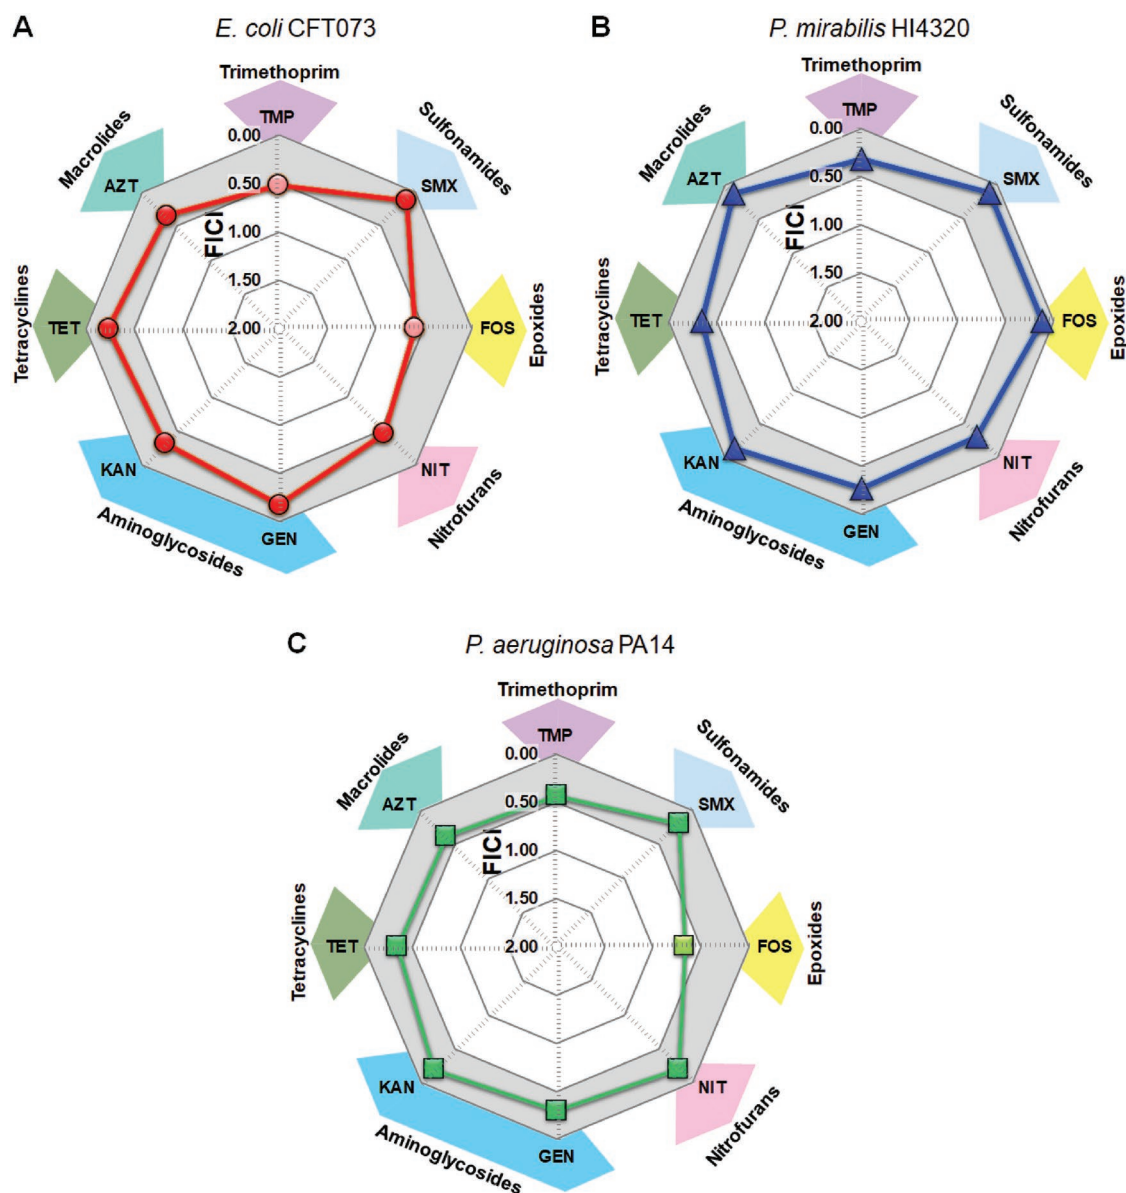 A
E. coli CFT073
Trimethoprim
TMP
Macrolides
AZT
Sulfonamides
SMX
0.00
0.50
1.00
1.50
2.00
FICI
Tetracyclines
TET
FOS
Epoxides
KAN
Aminoglycosides
GEN
NIT
Nitrofurans
B
P. mirabilis HI4320
Trimethoprim
TMP
Macrolides
AZT
Sulfonamides
SMX
0.00
0.50
1.00
1.50
2.00
FICI
Tetracyclines
TET
FOS
Epoxides
KAN
Aminoglycosides
GEN
NIT
Nitrofurans
C
P. aeruginosa PA14
Trimethoprim
TMP
Macrolides
AZT
Sulfonamides
SMX
0.00
0.50
1.00
1.50
2.00
FICI
Tetracyclines
TET
FOS
Epoxides
KAN
Aminoglycosides
GEN
NIT
Nitrofurans